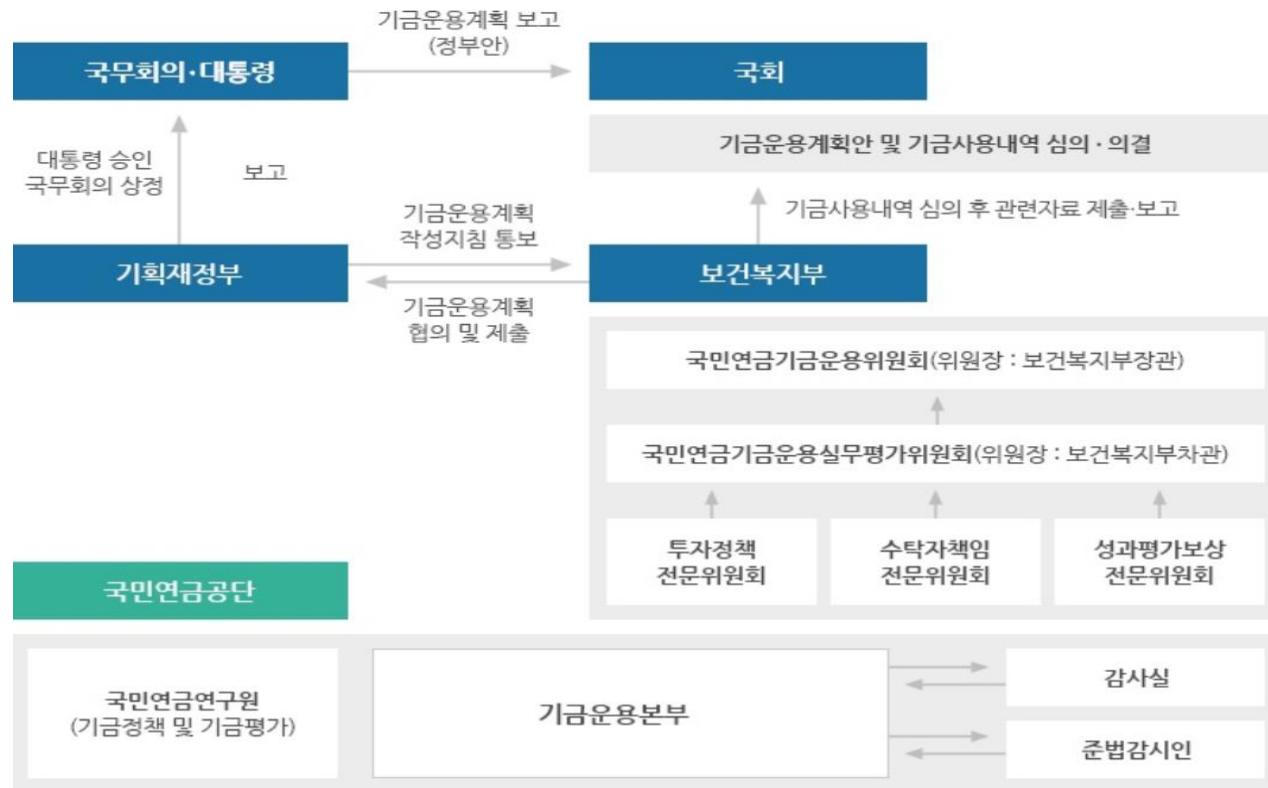 기금운용계획 보고
(정부안)
국무회의·대통령
국회
기금운용계획안 및 기금사용내역 심의·의결
대통령 승인
국무회의 상정
보고
기금운용계획
작성지침 통보
기금사용내역 심의 후 관련자료 제출·보고
기획재정부
보건복지부
기금운용계획
협의 및 제출
국민연금기금운용위원회(위원장 : 보건복지부장관)
국민연금기금운용실무평가위원회(위원장 : 보건복지부차관)
투자정책
전문위원회
수탁자책임
전문위원회
성과평가보상
전문위원회
국민연금공단
국민연금연구원
(기금정책 및 기금평가)
기금운용본부
감사실
준법감시인